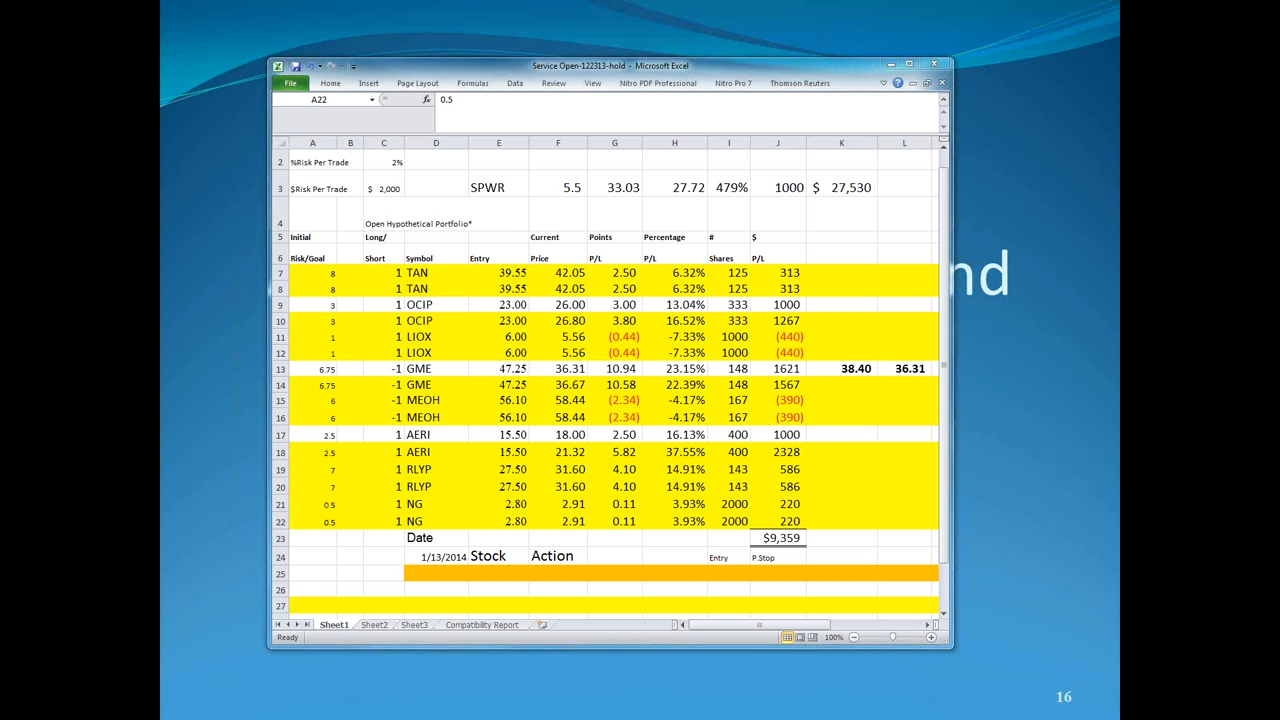 Service Open-122313-hold - Microsoft Excel
File Home Insert Page Layout Formulas Data Review View Nitro PDF Professional Nitro Pro 7 Thomson Reuters
A22 fx 0.5
A B C D E F G H I J K L
2 %Risk Per Trade 2%
3 $Risk Per Trade $ 2,000 SPWR 5.5 33.03 27.72 479% 1000 $ 27,530
4 Open Hypothetical Portfolio*
5 Initial Long/ Current Points Percentage # $
6 Risk/Goal Short Symbol Entry Price P/L P/L Shares P/L
7 8 1 TAN 39.55 42.05 2.50 6.32% 125 313
8 8 1 TAN 39.55 42.05 2.50 6.32% 125 313
9 3 1 OCIP 23.00 26.00 3.00 13.04% 333 1000
10 3 1 OCIP 23.00 26.80 3.80 16.52% 333 1267
11 1 1 LIOX 6.00 5.56 (0.44) -7.33% 1000 (440)
12 1 1 LIOX 6.00 5.56 (0.44) -7.33% 1000 (440)
13 6.75 -1 GME 47.25 36.31 10.94 23.15% 148 1621 38.40 36.31
14 6.75 -1 GME 47.25 36.67 10.58 22.39% 148 1567
15 6 -1 MEOH 56.10 58.44 (2.34) -4.17% 167 (390)
16 6 -1 MEOH 56.10 58.44 (2.34) -4.17% 167 (390)
17 2.5 1 AERI 15.50 18.00 2.50 16.13% 400 1000
18 2.5 1 AERI 15.50 21.32 5.82 37.55% 400 2328
19 7 1 RLYP 27.50 31.60 4.10 14.91% 143 586
20 7 1 RLYP 27.50 31.60 4.10 14.91% 143 586
21 0.5 1 NG 2.80 2.91 0.11 3.93% 2000 220
22 0.5 1 NG 2.80 2.91 0.11 3.93% 2000 220
23 Date $9,359
24 1/13/2014 Stock Action Entry P.Stop
25
26
27
Sheet1 Sheet2 Sheet3 Compatibility Report
Ready 100%
nd
16